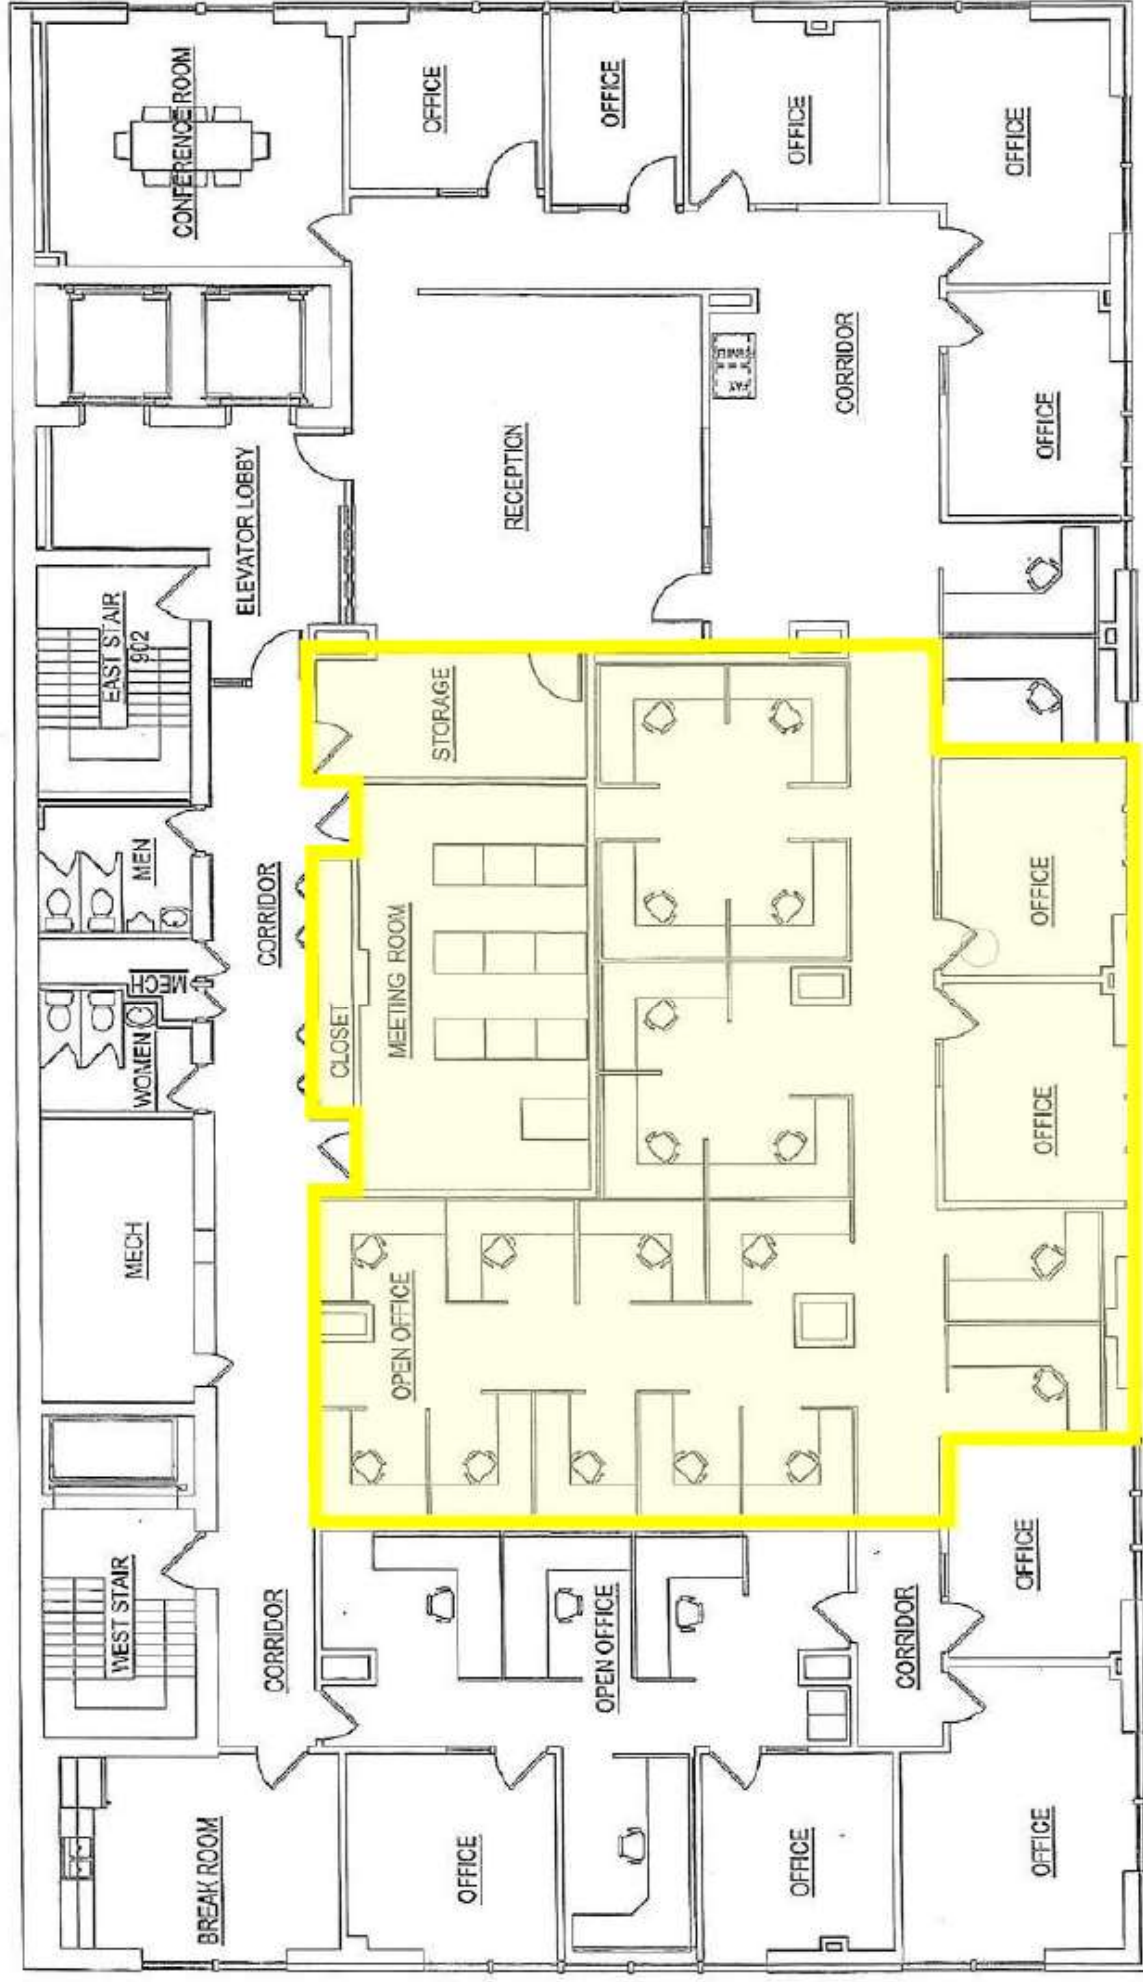 CONFERENCE ROOM
OFFICE
OFFICE
OFFICE
OFFICE
ELEVATOR LOBBY
RECEPTION
FAX
CORRIDOR
OFFICE
EAST STAIR
902
STORAGE
MEN
CORRIDOR
MECH
WOMEN
CLOSET
MEETING ROOM
OFFICE
OFFICE
MECH
OPEN OFFICE
WEST STAIR
CORRIDOR
OPEN OFFICE
CORRIDOR
OFFICE
BREAK ROOM
OFFICE
OFFICE
OFFICE